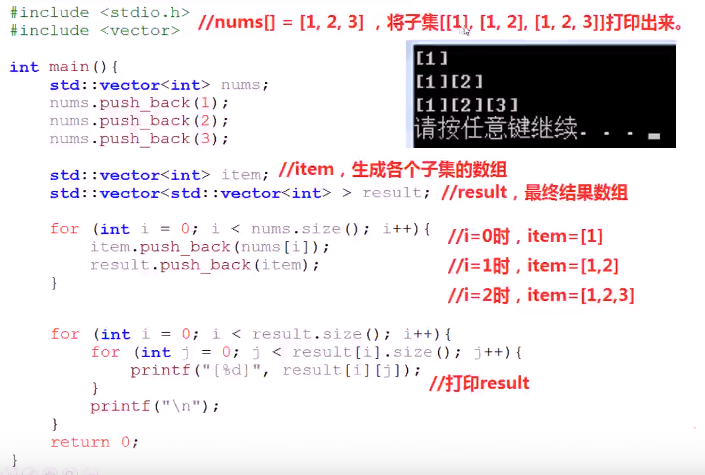 #include <stdio.h>
//nums[] = [1, 2, 3] ，将子集[[1], [1, 2], [1, 2, 3]]打印出来。
#include <vector>
int main(){
std::vector<int> nums;
nums.push_back(1);
nums.push_back(2);
nums.push_back(3);
[1]
[1][2]
[1][2][3]
请按任意键继续. . .
std::vector<int> item; //item，生成各个子集的数组
std::vector<std::vector<int> > result; //result，最终结果数组
for (int i = 0; i < nums.size(); i++){
item.push_back(nums[i]); //i=0时，item=[1]
result.push_back(item); //i=1时，item=[1,2]
} //i=2时，item=[1,2,3]
for (int i = 0; i < result.size(); i++){
for (int j = 0; j < result[i].size(); j++){
printf("[%d]", result[i][j]);
} //打印result
printf("\n");
}
return 0;
}